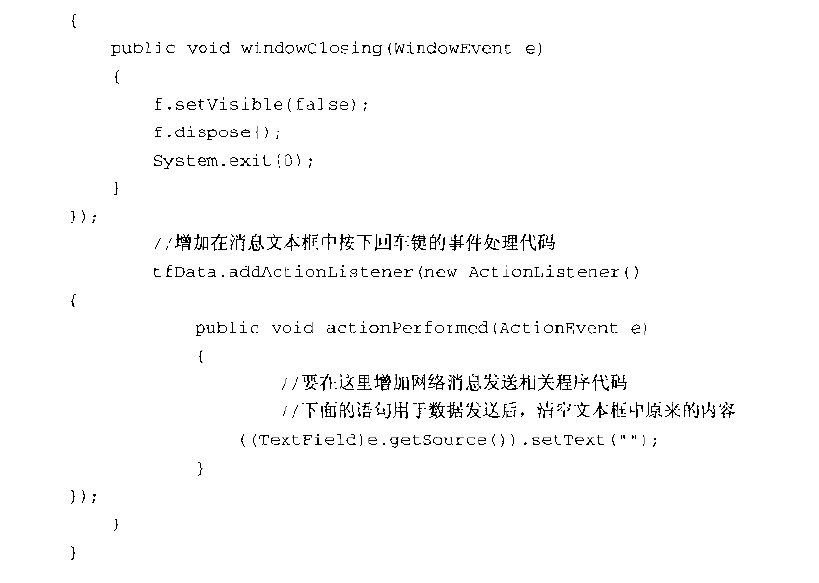 {
public void windowClosing(WindowEvent e)
{
f.setVisible(false);
f.dispose();
System.exit(0);
}
});
//增加在消息文本框中按下回车键的事件处理代码
tfData.addActionListener(new ActionListener()
{
public void actionPerformed(ActionEvent e)
{
//要在这里增加网络消息发送相关程序代码
//下面的语句用于数据发送后，清空文本框中原来的内容
((TextField)e.getSource()).setText("");
}
});
}
}